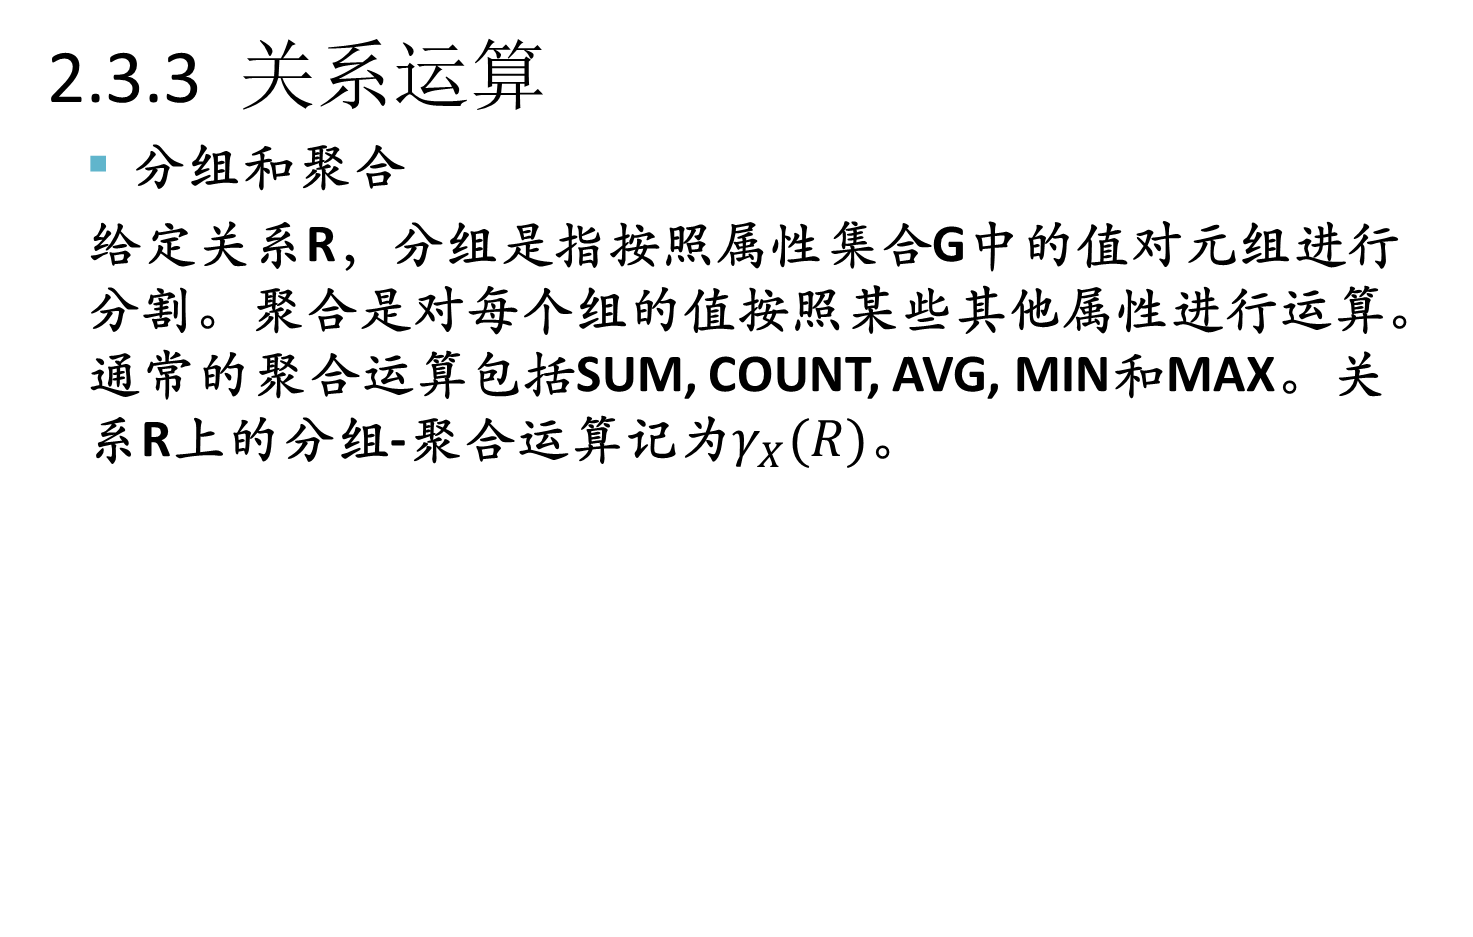 2.3.3 关系运算
▪ 分组和聚合
给定关系R，分组是指按照属性集合G中的值对元组进行
分割。聚合是对每个组的值按照某些其他属性进行运算。
通常的聚合运算包括SUM, COUNT, AVG, MIN和MAX。关
系R上的分组-聚合运算记为γ_X(R)。